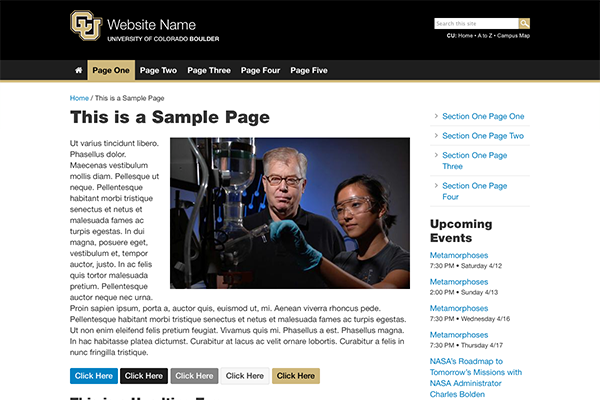 CU
Website Name
UNIVERSITY OF COLORADO BOULDER
Search this site
CU: Home • A to Z • Campus Map
Page One Page Two Page Three Page Four Page Five
Home / This is a Sample Page
This is a Sample Page
Ut varius tincidunt libero.
Phasellus dolor.
Maecenas vestibulum
mollis diam. Pellesque ut
neque. Pellentesque
habitant morbi tristique
senectus et netus et
malesuada fames ac
turpis egestas. In dui
magna, posuere eget,
vestibulum et, tempor
auctor, justo. In ac felis
quis tortor malesuada
pretium. Pellentesque
auctor neque nec urna.
Proin sapien ipsum, porta a, auctor quis, euismod ut, mi. Aenean viverra rhoncus pede.
Pellentesque habitant morbi tristique senectus et netus et malesuada fames ac turpis egestas.
Ut non enim eleifend felis pretium feugiat. Vivamus quis mi. Phasellus a est. Phasellus magna.
In hac habitasse platea dictumst. Curabitur at lacus ac velit ornare lobortis. Curabitur a felis in
nunc fringilla tristique.
Click Here Click Here Click Here Click Here Click Here
Section One Page One
Section One Page Two
Section One Page
Three
Section One Page
Four
Upcoming
Events
Metamorphoses
7:30 PM • Saturday 4/12
Metamorphoses
2:00 PM • Sunday 4/13
Metamorphoses
7:30 PM • Wednesday 4/16
Metamorphoses
7:30 PM • Thursday 4/17
NASA's Roadmap to
Tomorrow's Missions with
NASA Administrator
Charles Bolden